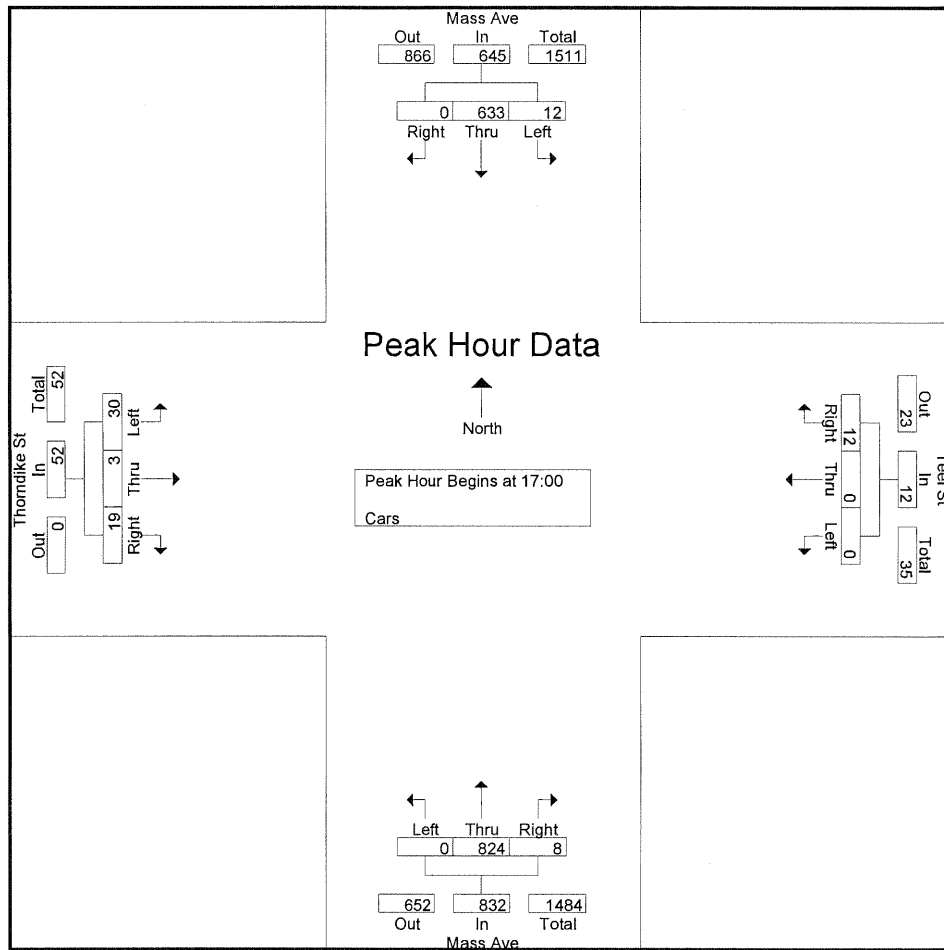 Mass Ave
Out In Total
866 645 1511
0 633 12
Right Thru Left
Peak Hour Data
North
Peak Hour Begins at 17:00
Cars
Thorndike St
Total In Out
52 52 0
30 3 19
Left Thru Right
Right Thru Left
12 0 0
23 12 35
Out In Total
Teel St
Left Thru Right
0 824 8
652 832 1484
Out In Total
Mass Ave